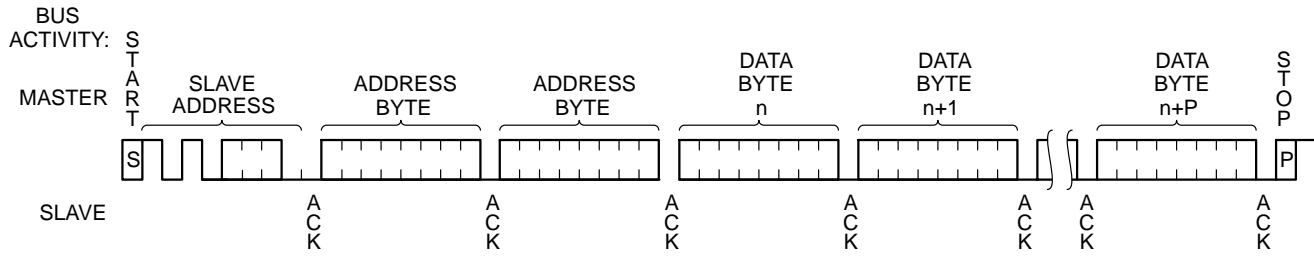 BUS
ACTIVITY:
MASTER
START
SLAVE
ADDRESS
ADDRESS
BYTE
ADDRESS
BYTE
DATA
BYTE
n
DATA
BYTE
n+1
DATA
BYTE
n+P
STOP
S
P
SLAVE
ACK
ACK
ACK
ACK
ACK
ACK
ACK